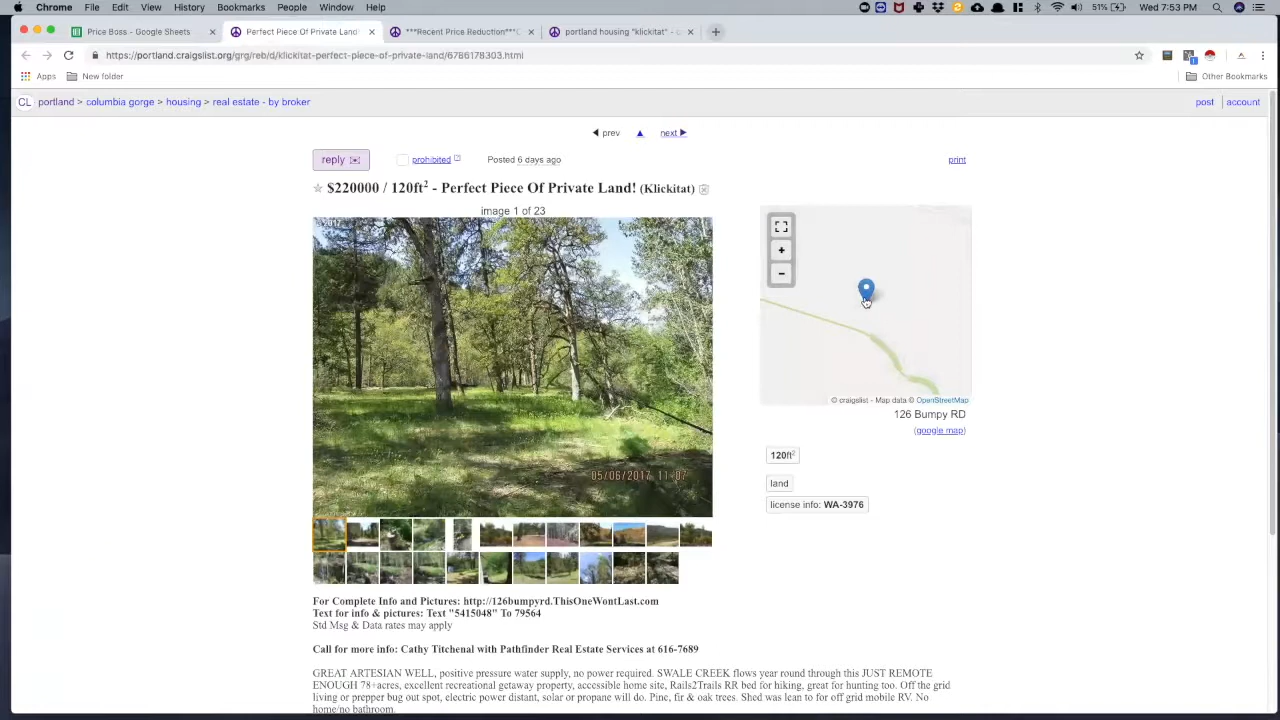 Chrome File Edit View History Bookmarks People Window Help 51% Wed 7:53 PM
Price Boss - Google Sheets Perfect Piece Of Private Land ***Recent Price Reduction*** portland housing "klickitat" -
https://portland.craigslist.org/grg/reb/d/klickitat-perfect-piece-of-private-land/6786178303.html
Apps New folder Other Bookmarks
CL portland > columbia gorge > housing > real estate - by broker post account
prev next
reply prohibited [?] Posted 6 days ago print
$220000 / 120ft² - Perfect Piece Of Private Land! (Klickitat)
image 1 of 23
05/06/2017 11:07
+
−
© craigslist - Map data © OpenStreetMap
126 Bumpy RD
(google map)
120ft²
land
license info: WA-3976
For Complete Info and Pictures: http://126bumpyrd.ThisOneWontLast.com
Text for info & pictures: Text "5415048" To 79564
Std Msg & Data rates may apply
Call for more info: Cathy Titchenal with Pathfinder Real Estate Services at 616-7689
GREAT ARTESIAN WELL, positive pressure water supply, no power required. SWALE CREEK flows year round through this JUST REMOTE
ENOUGH 78+acres, excellent recreational getaway property, accessible home site, Rails2Trails RR bed for hiking, great for hunting too. Off the grid
living or prepper bug out spot, electric power distant, solar or propane will do. Pine, fir & oak trees. Shed was lean to for off grid mobile RV. No
home/no bathroom.